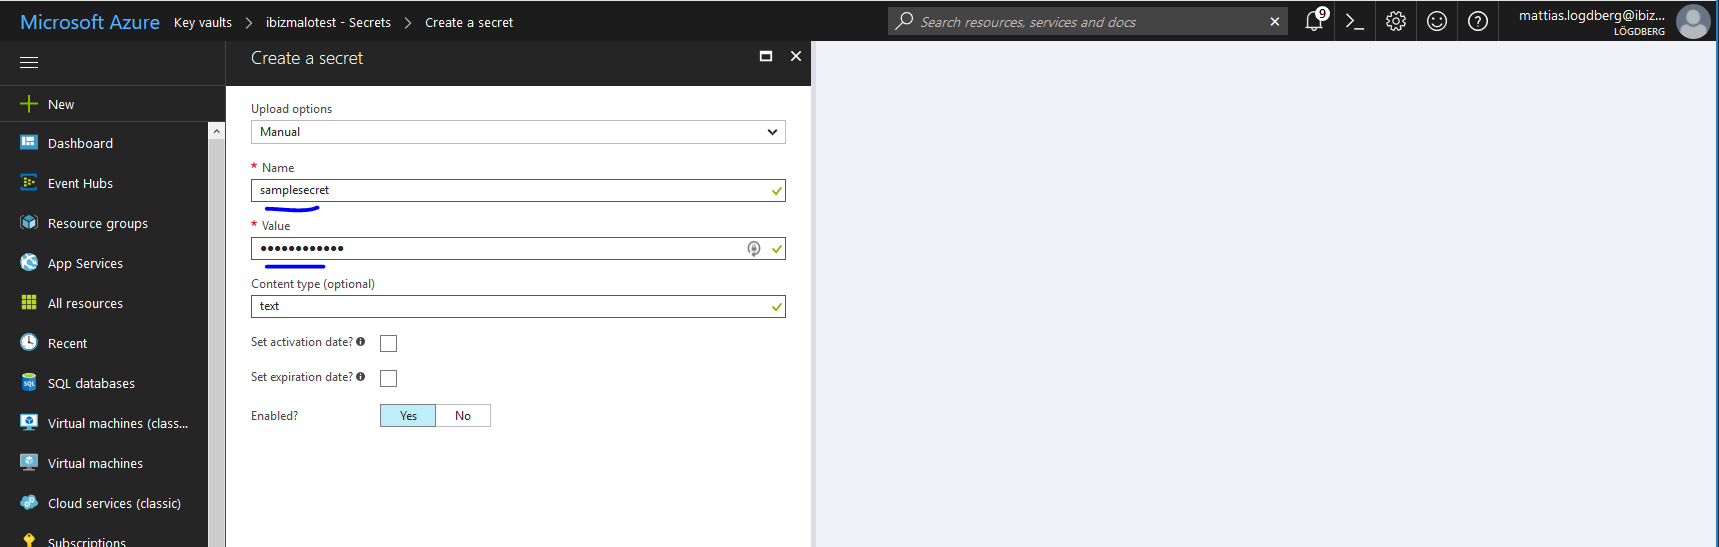 Microsoft Azure Key vaults > ibizmalotest - Secrets > Create a secret
Search resources, services and docs
9
mattias.logdberg@ibiz...
LÖGDBERG
Create a secret
New
Dashboard
Event Hubs
Resource groups
App Services
All resources
Recent
SQL databases
Virtual machines (class...
Virtual machines
Cloud services (classic)
Subscriptions
Upload options
Manual
* Name
samplesecret
* Value
••••••••••••
Content type (optional)
text
Set activation date?
Set expiration date?
Enabled?
Yes No